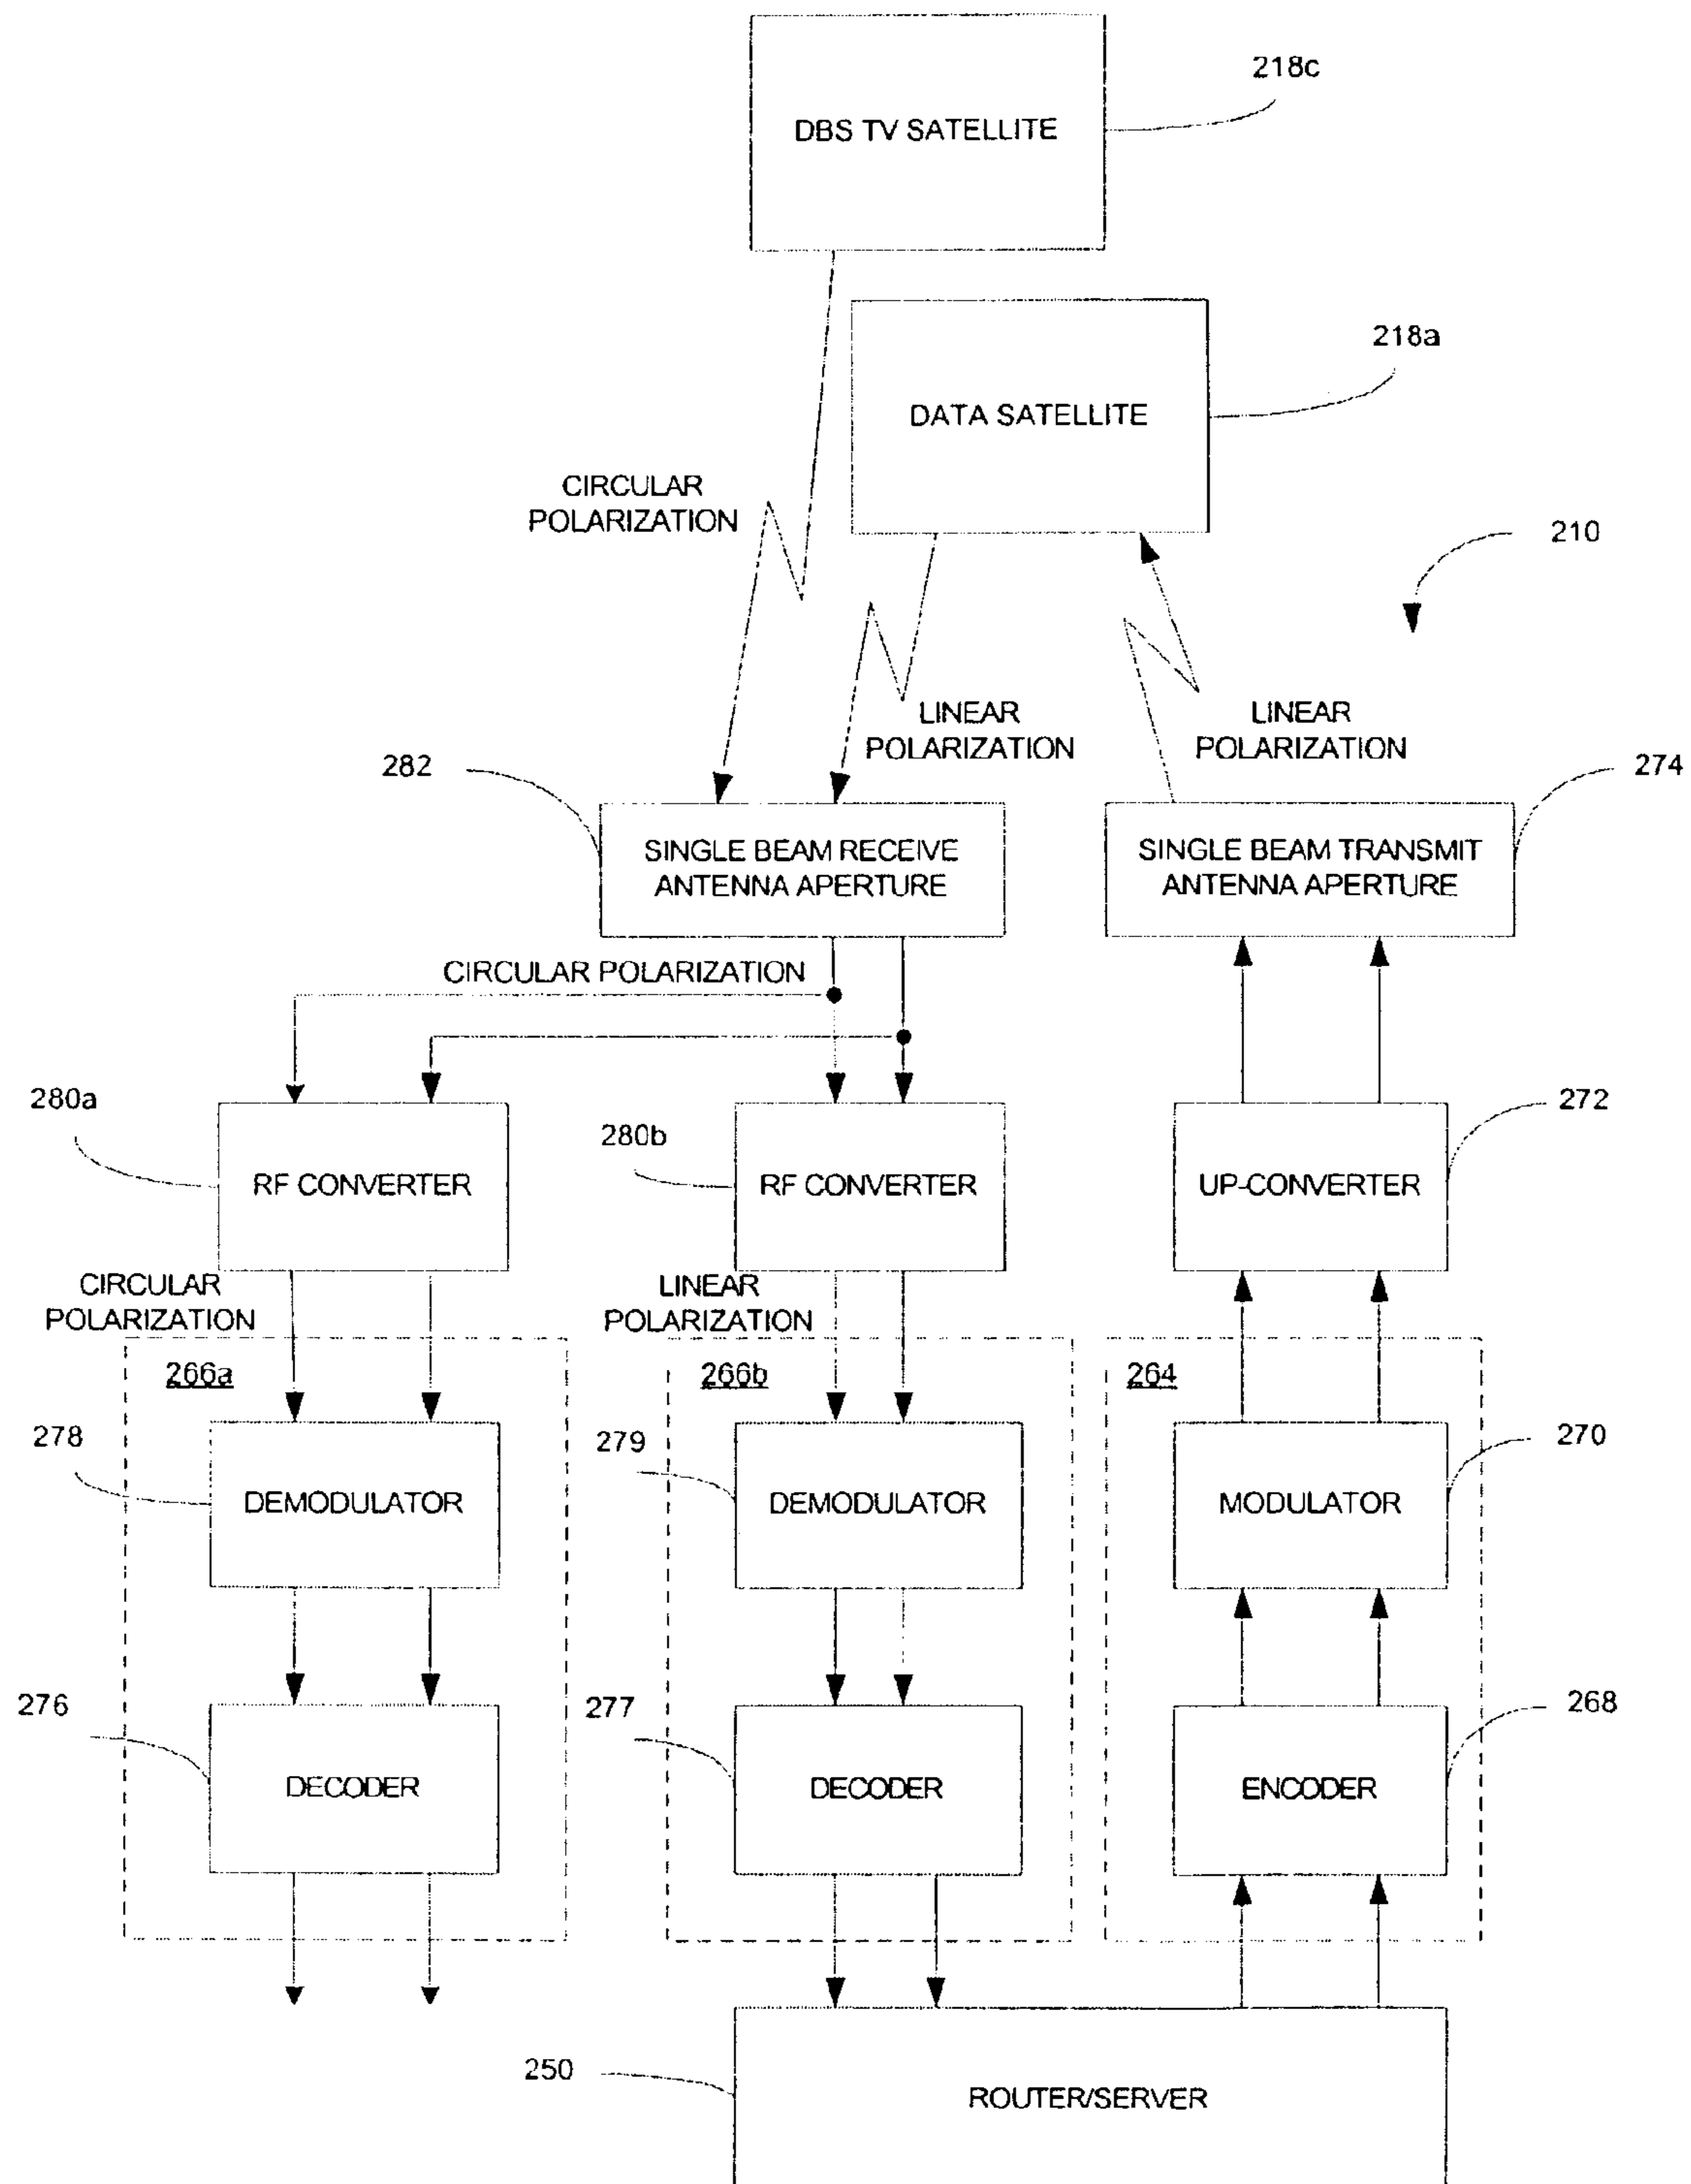 218c
DBS TV SATELLITE
218a
DATA SATELLITE
CIRCULAR
POLARIZATION
210
LINEAR
POLARIZATION
LINEAR
POLARIZATION
282
274
SINGLE BEAM RECEIVE
ANTENNA APERTURE
SINGLE BEAM TRANSMIT
ANTENNA APERTURE
CIRCULAR POLARIZATION
280a
280b
272
RF CONVERTER
RF CONVERTER
UP-CONVERTER
CIRCULAR
POLARIZATION
LINEAR
POLARIZATION
266a
266b
264
278
279
270
DEMODULATOR
DEMODULATOR
MODULATOR
276
277
268
DECODER
DECODER
ENCODER
250
ROUTER/SERVER